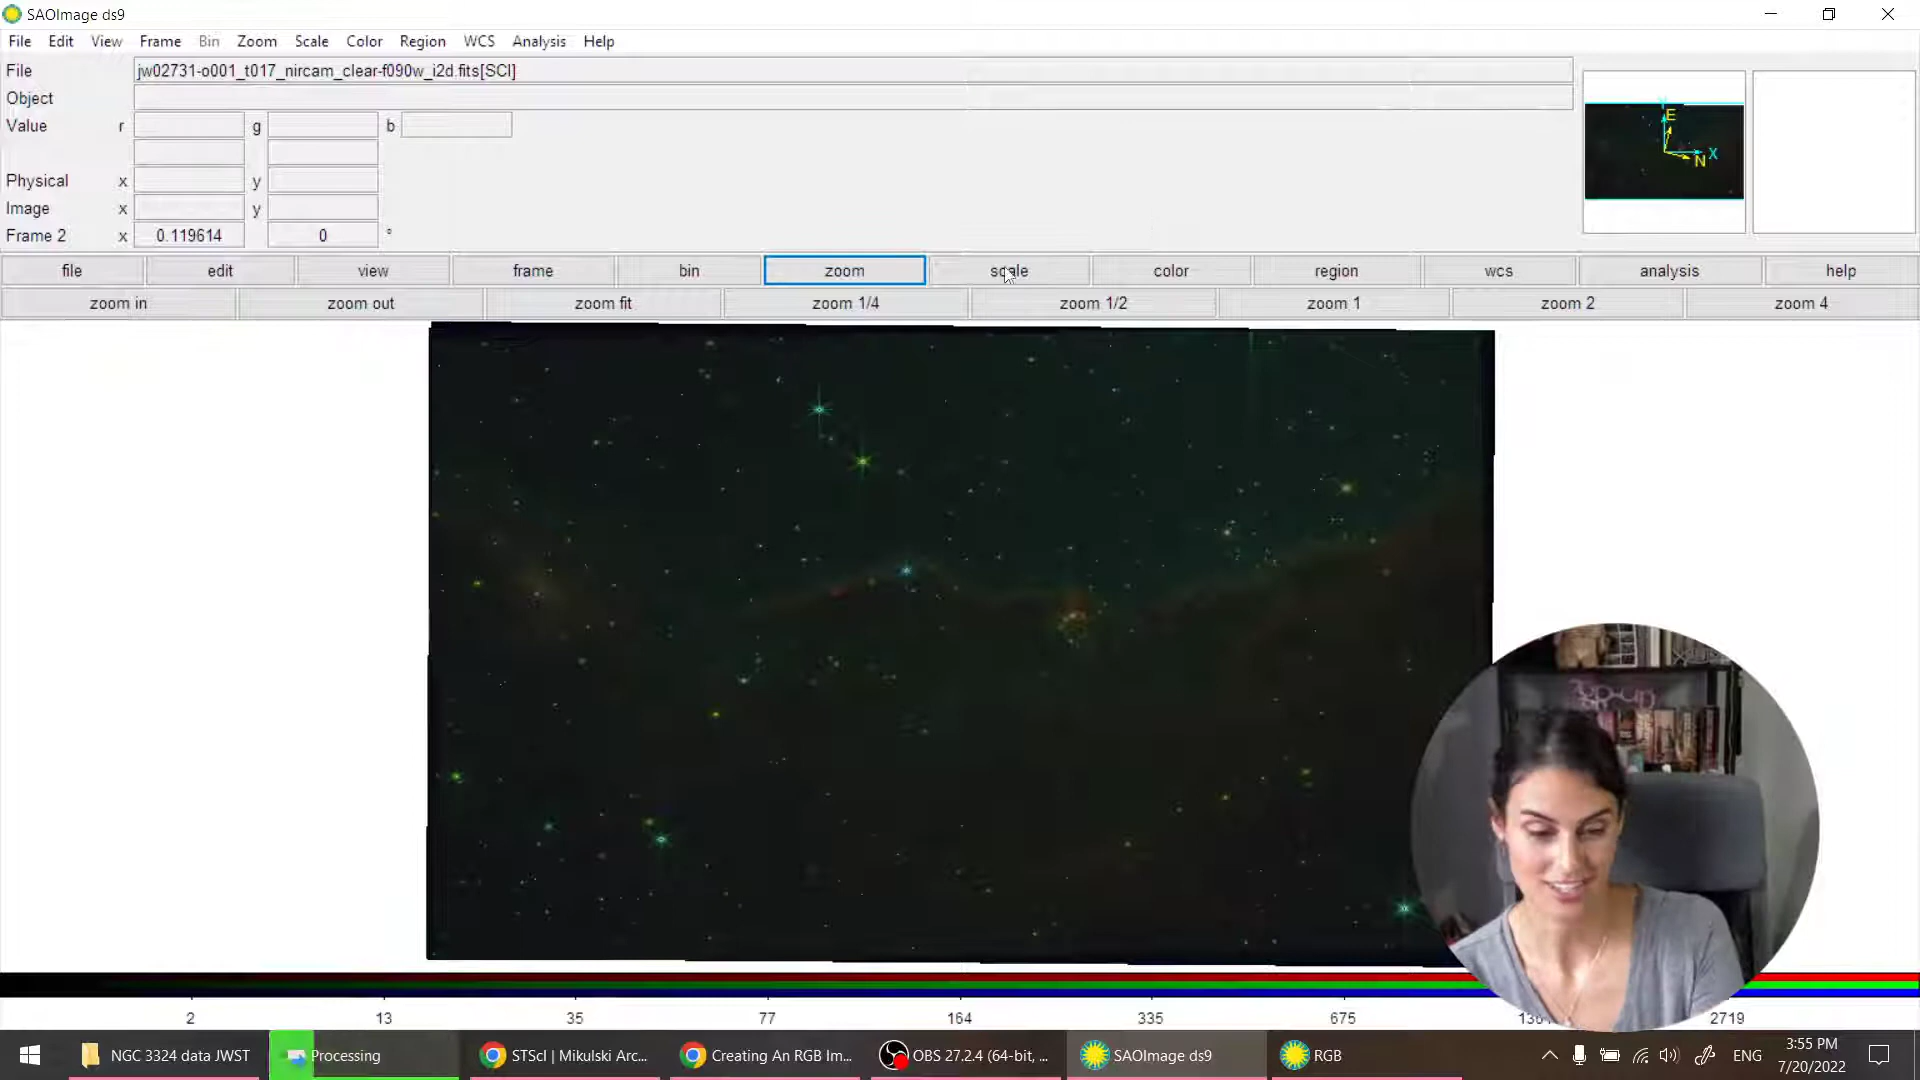 SAOImage ds9
File Edit View Frame Bin Zoom Scale Color Region WCS Analysis Help
File jw02731-o001_t017_nircam_clear-f090w_i2d.fits[SCI]
Object
Value r g b
Physical x y
Image x y
Frame 2 x 0.119614 0 °
E
X
N
file edit view frame bin zoom scale color region wcs analysis help
zoom in zoom out zoom fit zoom 1/4 zoom 1/2 zoom 1 zoom 2 zoom 4
2 13 35 77 164 335 675 2719
NGC 3324 data JWST Processing STScI | Mikulski Arc... Creating An RGB Im... OBS 27.2.4 (64-bit, ... SAOImage ds9 RGB ENG 3:55 PM
7/20/2022